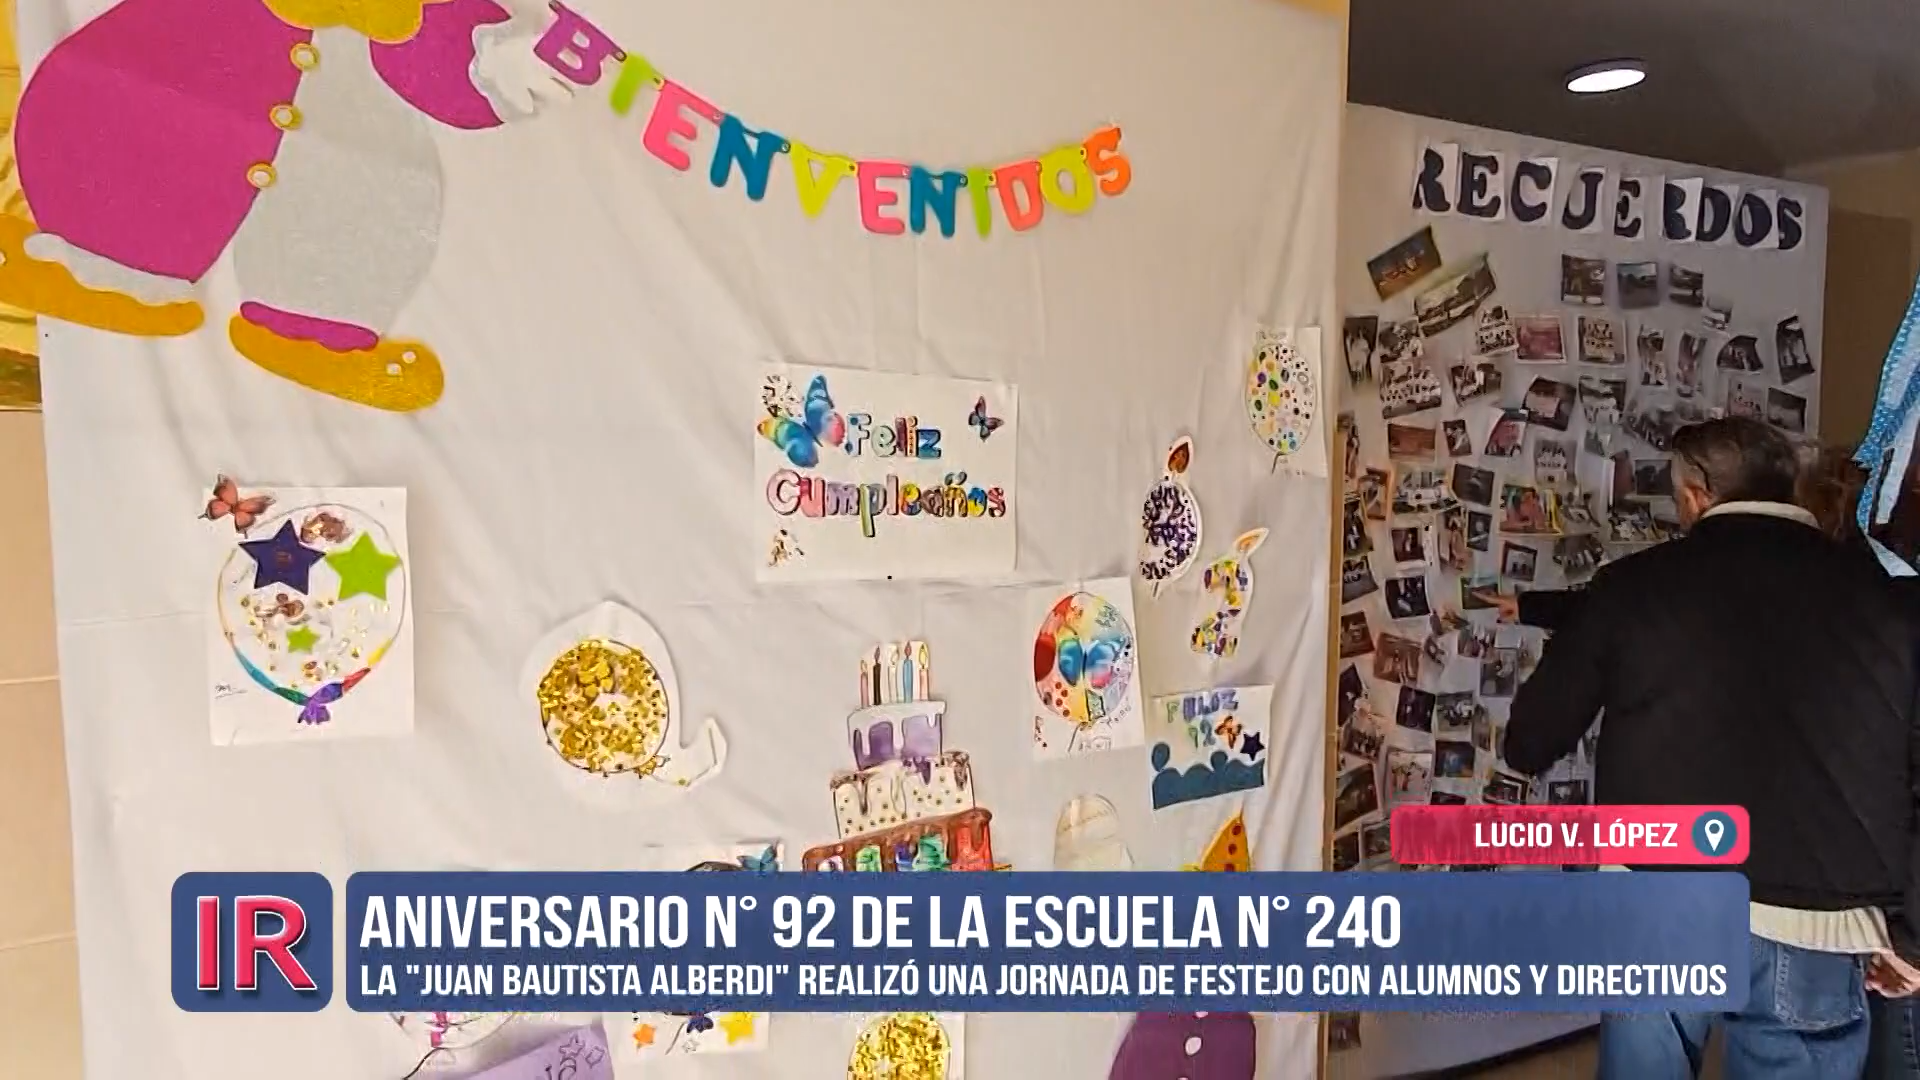 BIENVENIDOS
RECUERDOS
Feliz
Cumpleaños
92
FELIZ
92
LUCIO V. LÓPEZ
IR
ANIVERSARIO N° 92 DE LA ESCUELA N° 240
LA "JUAN BAUTISTA ALBERDI" REALIZÓ UNA JORNADA DE FESTEJO CON ALUMNOS Y DIRECTIVOS